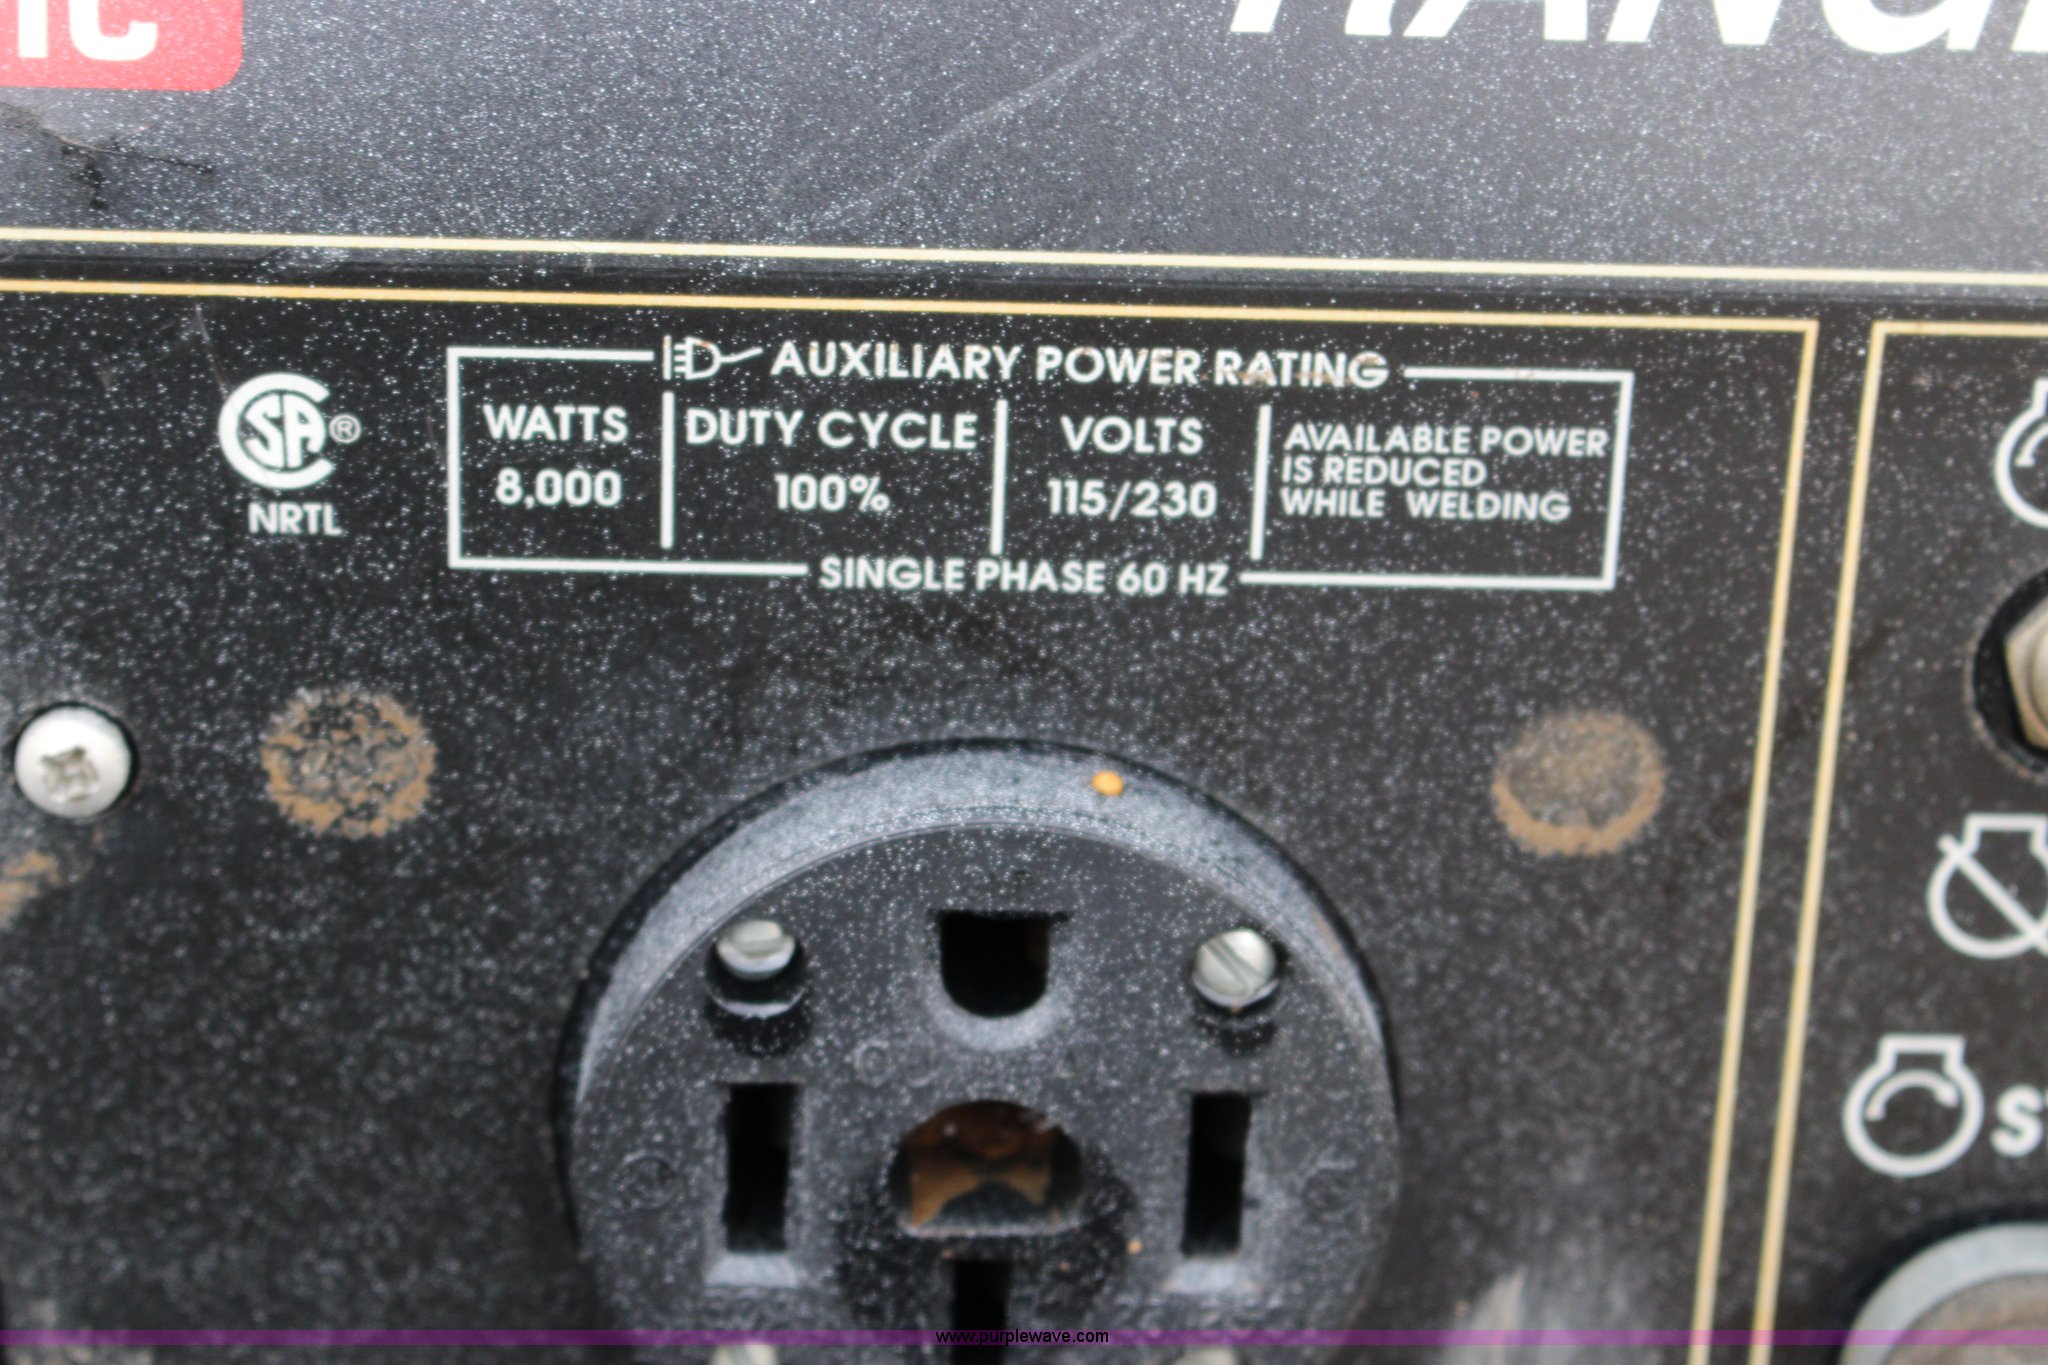 AUXILIARY POWER RATING
WATTS
8,000
DUTY CYCLE
100%
VOLTS
115/230
AVAILABLE POWER
IS REDUCED
WHILE WELDING
SINGLE PHASE 60 HZ
SA®
NRTL
www.purplewave.com